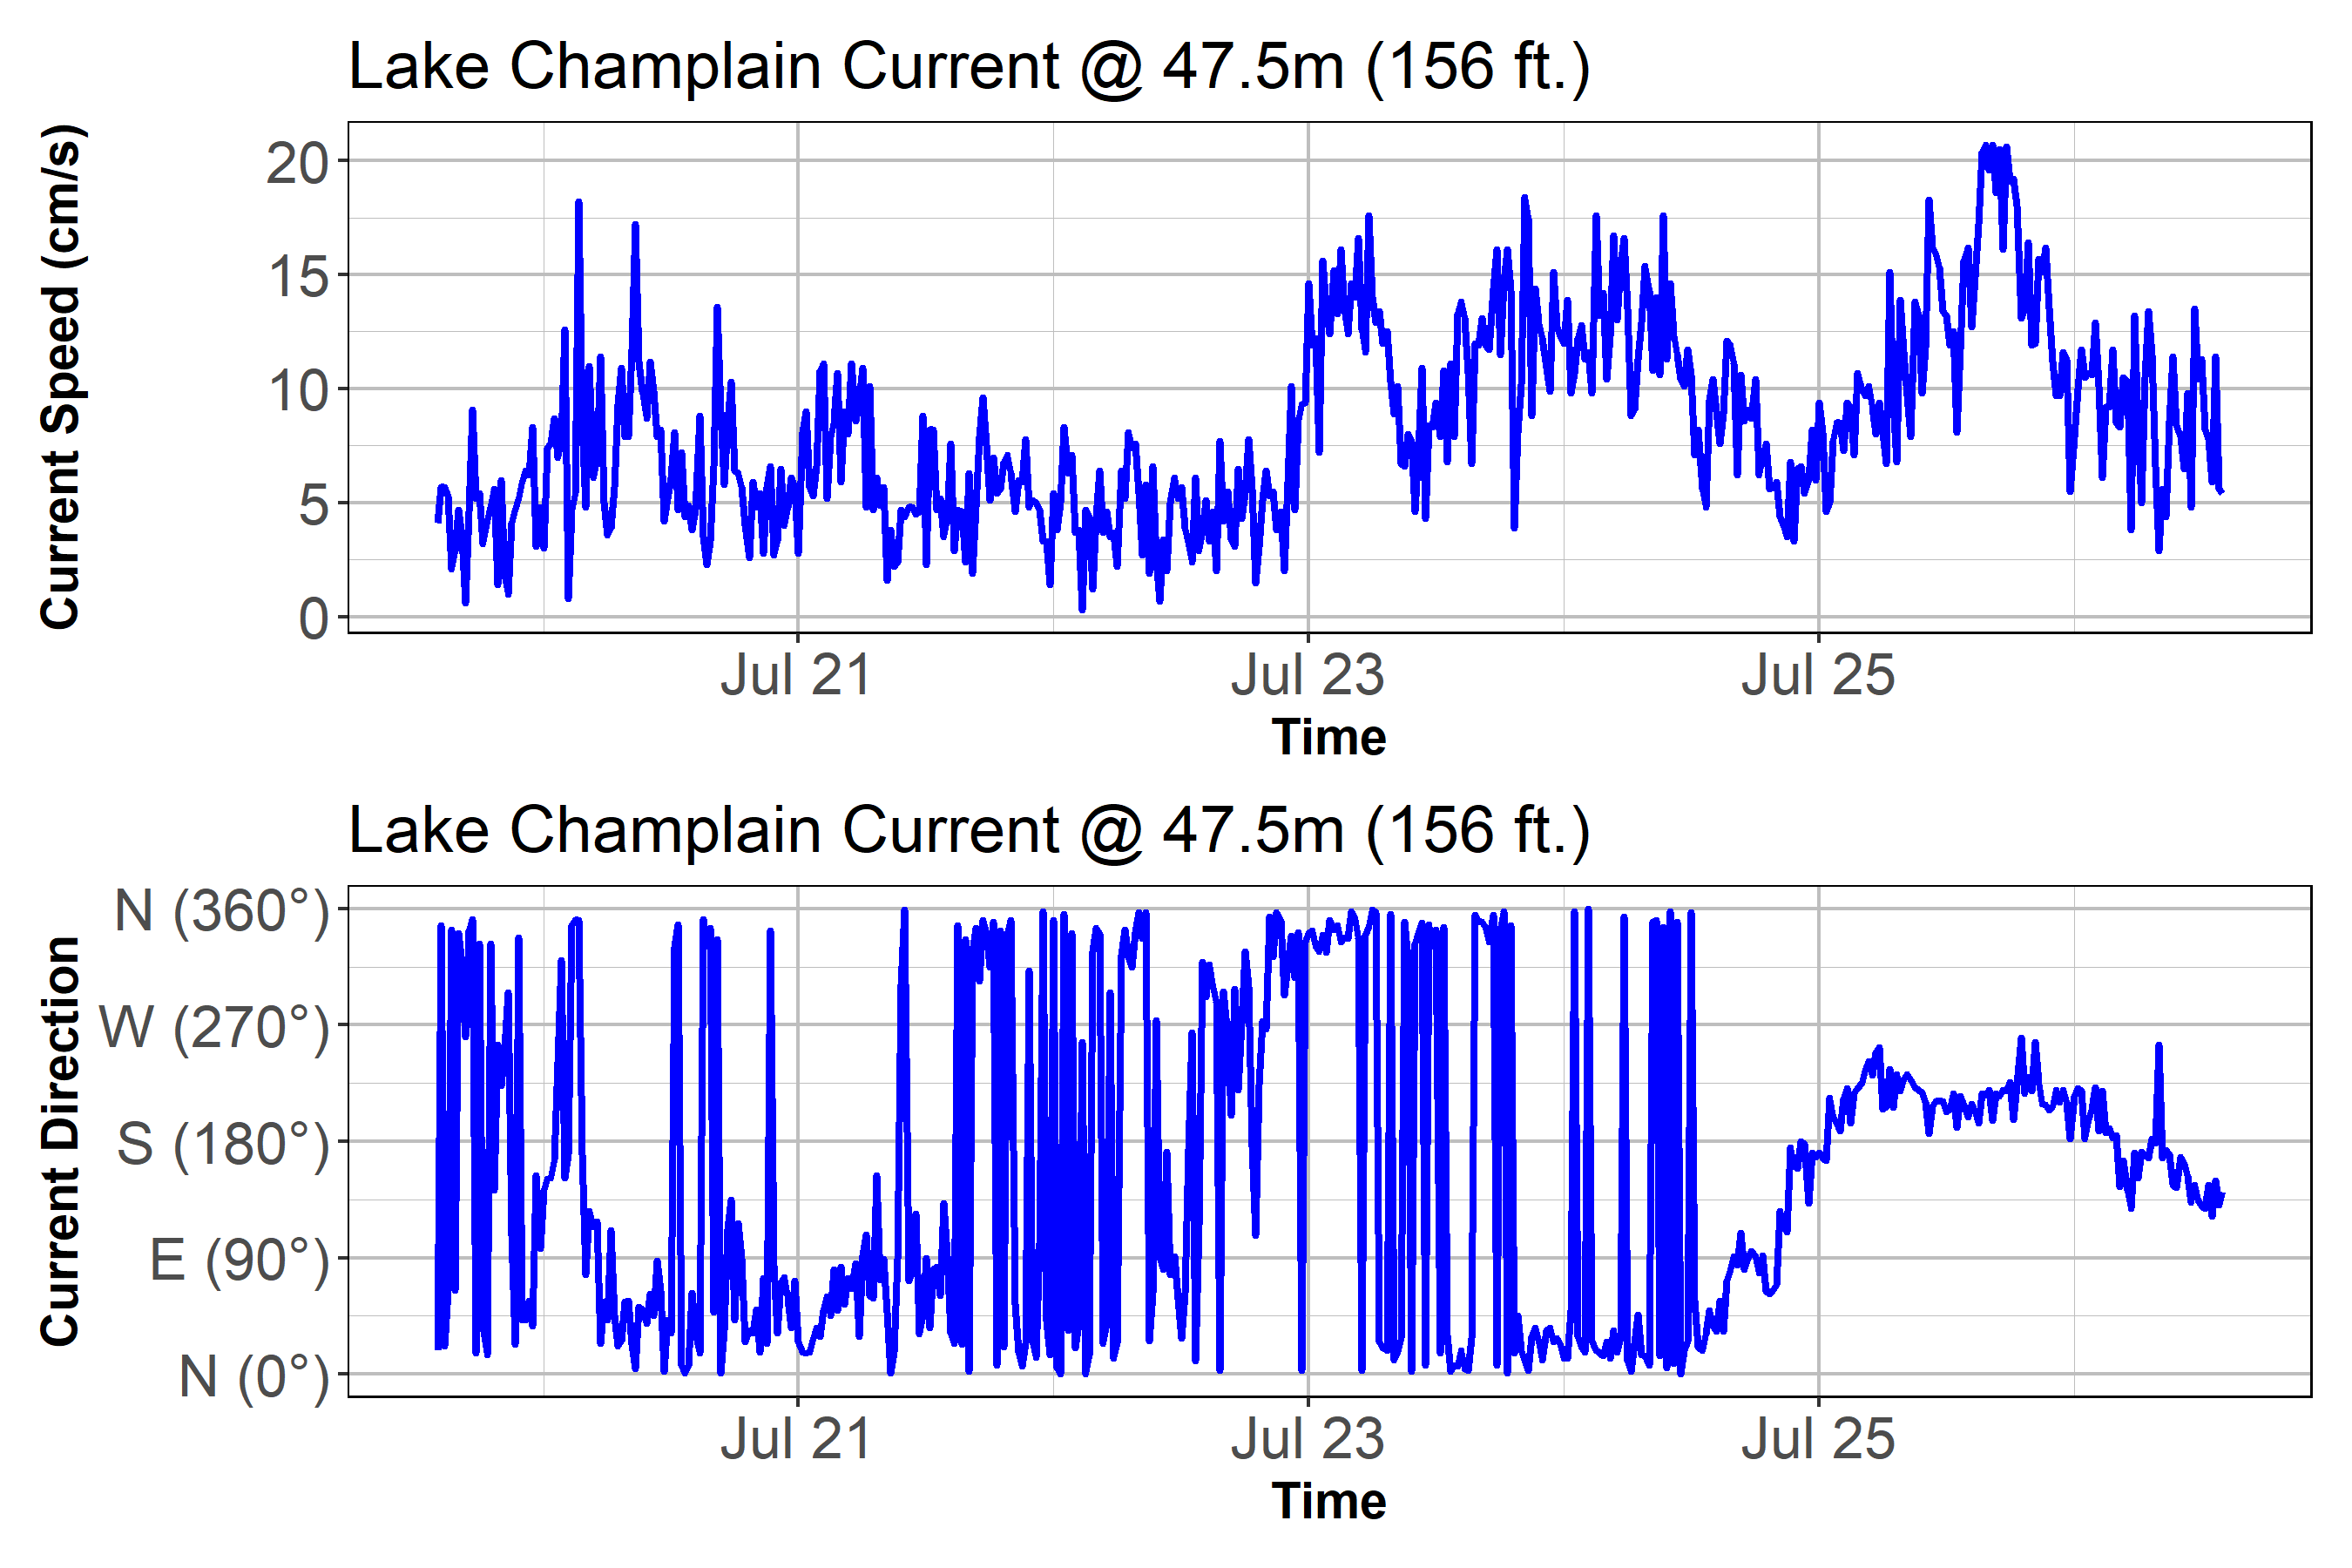 Lake Champlain Current @ 47.5m (156 ft.)
Current Speed (cm/s)
20
15
10
5
0
Jul 21 Jul 23 Jul 25
Time
Lake Champlain Current @ 47.5m (156 ft.)
Current Direction
N (360°)
W (270°)
S (180°)
E (90°)
N (0°)
Jul 21 Jul 23 Jul 25
Time